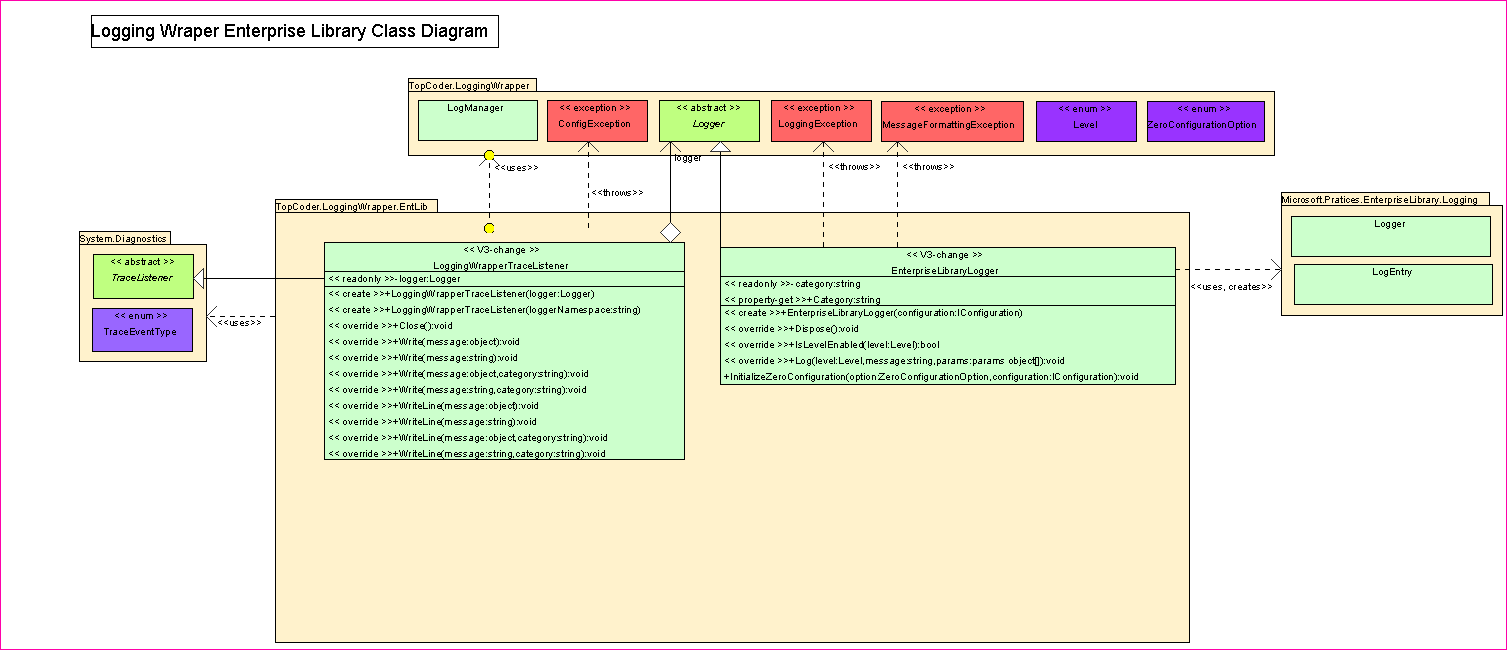 Logging Wraper Enterprise Library Class Diagram
TopCoder.LoggingWrapper
LogManager
<< exception >>
ConfigException
<< abstract >>
Logger
<< exception >>
LoggingException
<< exception >>
MessageFormattingException
<< enum >>
Level
<< enum >>
ZeroConfigurationOption
logger
<<uses>>
<<throws>>
<<throws>>
<<throws>>
TopCoder.LoggingWrapper.EntLib
Microsoft.Pratices.EnterpriseLibrary.Logging
Logger
LogEntry
<<uses, creates>>
System.Diagnostics
<< abstract >>
TraceListener
<< enum >>
TraceEventType
<<uses>>
<< V3-change >>
LoggingWrapperTraceListener
<< readonly >>-logger:Logger
<< create >>+LoggingWrapperTraceListener(logger:Logger)
<< create >>+LoggingWrapperTraceListener(loggerNamespace:string)
<< override >>+Close():void
<< override >>+Write(message:object):void
<< override >>+Write(message:string):void
<< override >>+Write(message:object,category:string):void
<< override >>+Write(message:string,category:string):void
<< override >>+WriteLine(message:object):void
<< override >>+WriteLine(message:string):void
<< override >>+WriteLine(message:object,category:string):void
<< override >>+WriteLine(message:string,category:string):void
<< V3-change >>
EnterpriseLibraryLogger
<< readonly >>-category:string
<< property-get >>+Category:string
<< create >>+EnterpriseLibraryLogger(configuration:IConfiguration)
<< override >>+Dispose():void
<< override >>+IsLevelEnabled(level:Level):bool
<< override >>+Log(level:Level,message:string,params:params object[]):void
+InitializeZeroConfiguration(option:ZeroConfigurationOption,configuration:IConfiguration):void